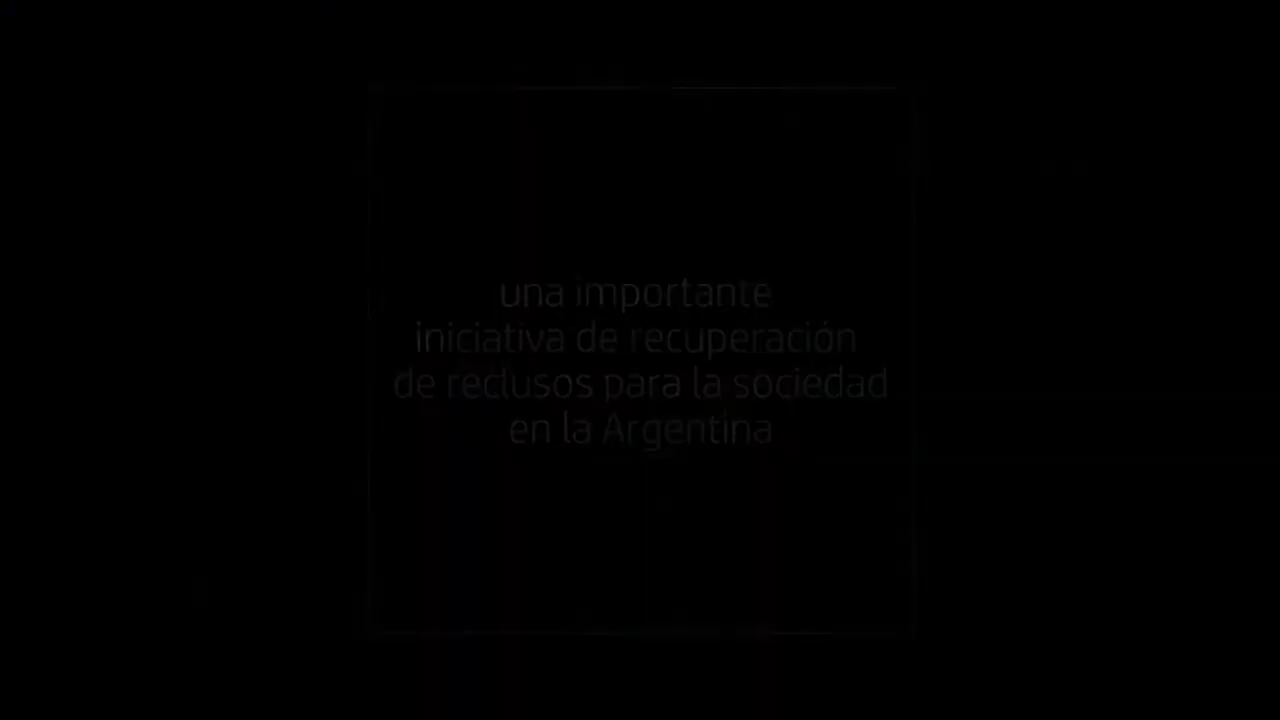 una importante
iniciativa de recuperación
de reclusos para la sociedad
en la Argentina